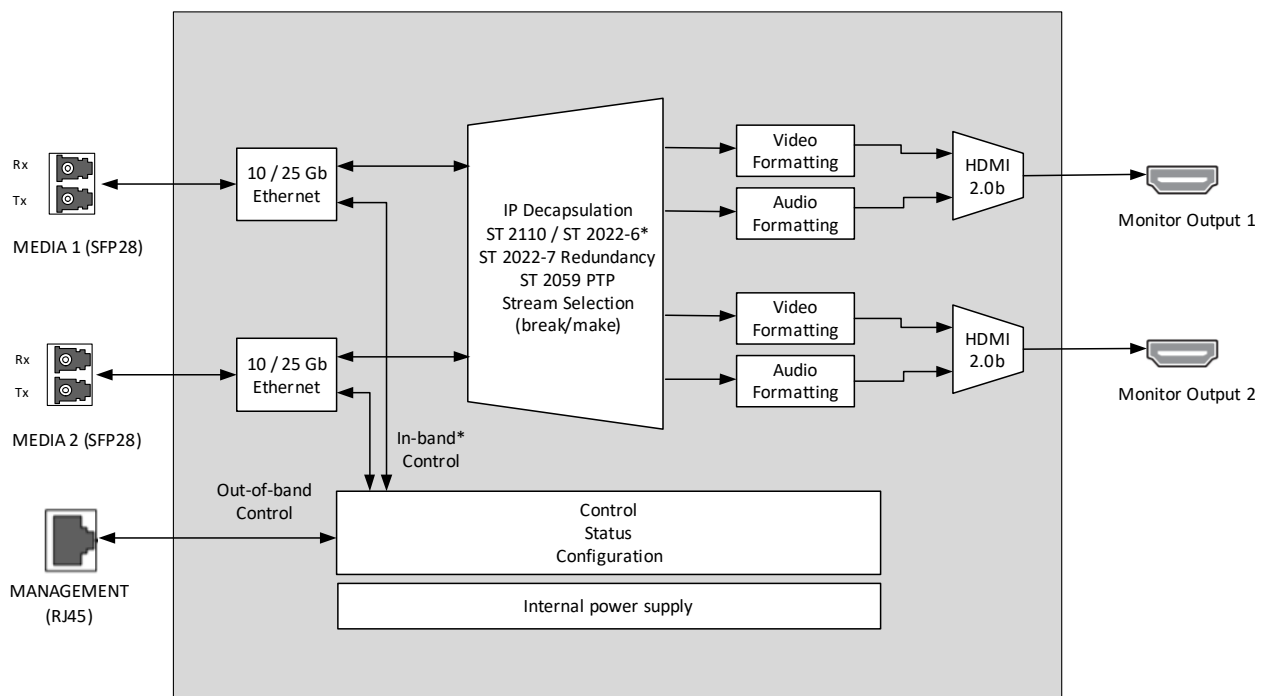 Rx
Tx
MEDIA 1 (SFP28)
10 / 25 Gb
Ethernet
Rx
Tx
MEDIA 2 (SFP28)
10 / 25 Gb
Ethernet
IP Decapsulation
ST 2110 / ST 2022-6*
ST 2022-7 Redundancy
ST 2059 PTP
Stream Selection
(break/make)
Video
Formatting
Audio
Formatting
HDMI
2.0b
Monitor Output 1
Video
Formatting
Audio
Formatting
HDMI
2.0b
Monitor Output 2
In-band*
Control
Out-of-band
Control
MANAGEMENT
(RJ45)
Control
Status
Configuration
Internal power supply